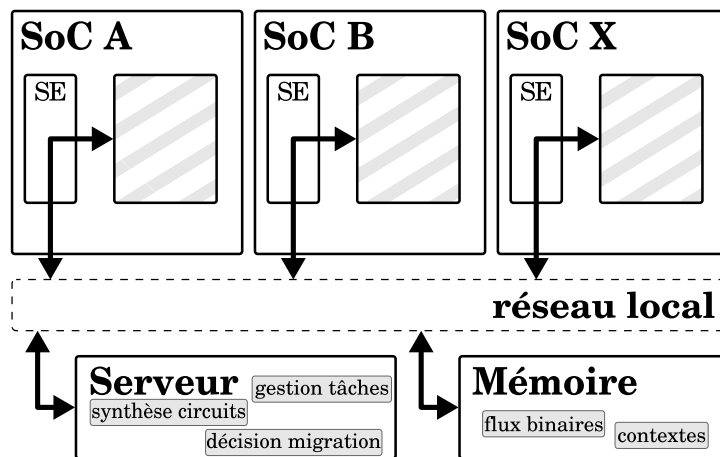 SoC A
SoC B
SoC X
SE
SE
SE
réseau local
Serveur
gestion tâches
synthèse circuits
décision migration
Mémoire
flux binaires
contextes